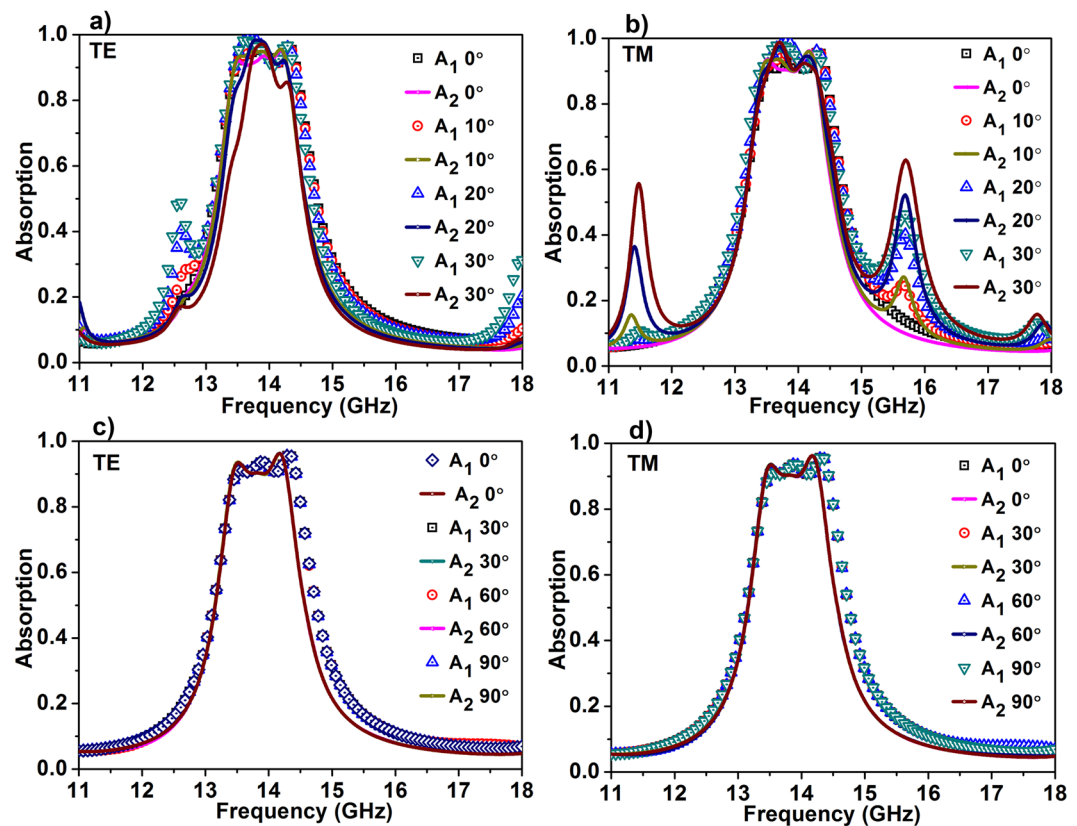 a)
TE
A1 0°
A2 0°
A1 10°
A2 10°
A1 20°
A2 20°
A1 30°
A2 30°
Absorption
1.0
0.8
0.6
0.4
0.2
0.0
11 12 13 14 15 16 17 18
Frequency (GHz)
b)
TM
A1 0°
A2 0°
A1 10°
A2 10°
A1 20°
A2 20°
A1 30°
A2 30°
Absorption
1.0
0.8
0.6
0.4
0.2
0.0
11 12 13 14 15 16 17 18
Frequency (GHz)
c)
TE
A1 0°
A2 0°
A1 30°
A2 30°
A1 60°
A2 60°
A1 90°
A2 90°
Absorption
1.0
0.8
0.6
0.4
0.2
0.0
11 12 13 14 15 16 17 18
Frequency (GHz)
d)
TM
A1 0°
A2 0°
A1 30°
A2 30°
A1 60°
A2 60°
A1 90°
A2 90°
Absorption
1.0
0.8
0.6
0.4
0.2
0.0
11 12 13 14 15 16 17 18
Frequency (GHz)